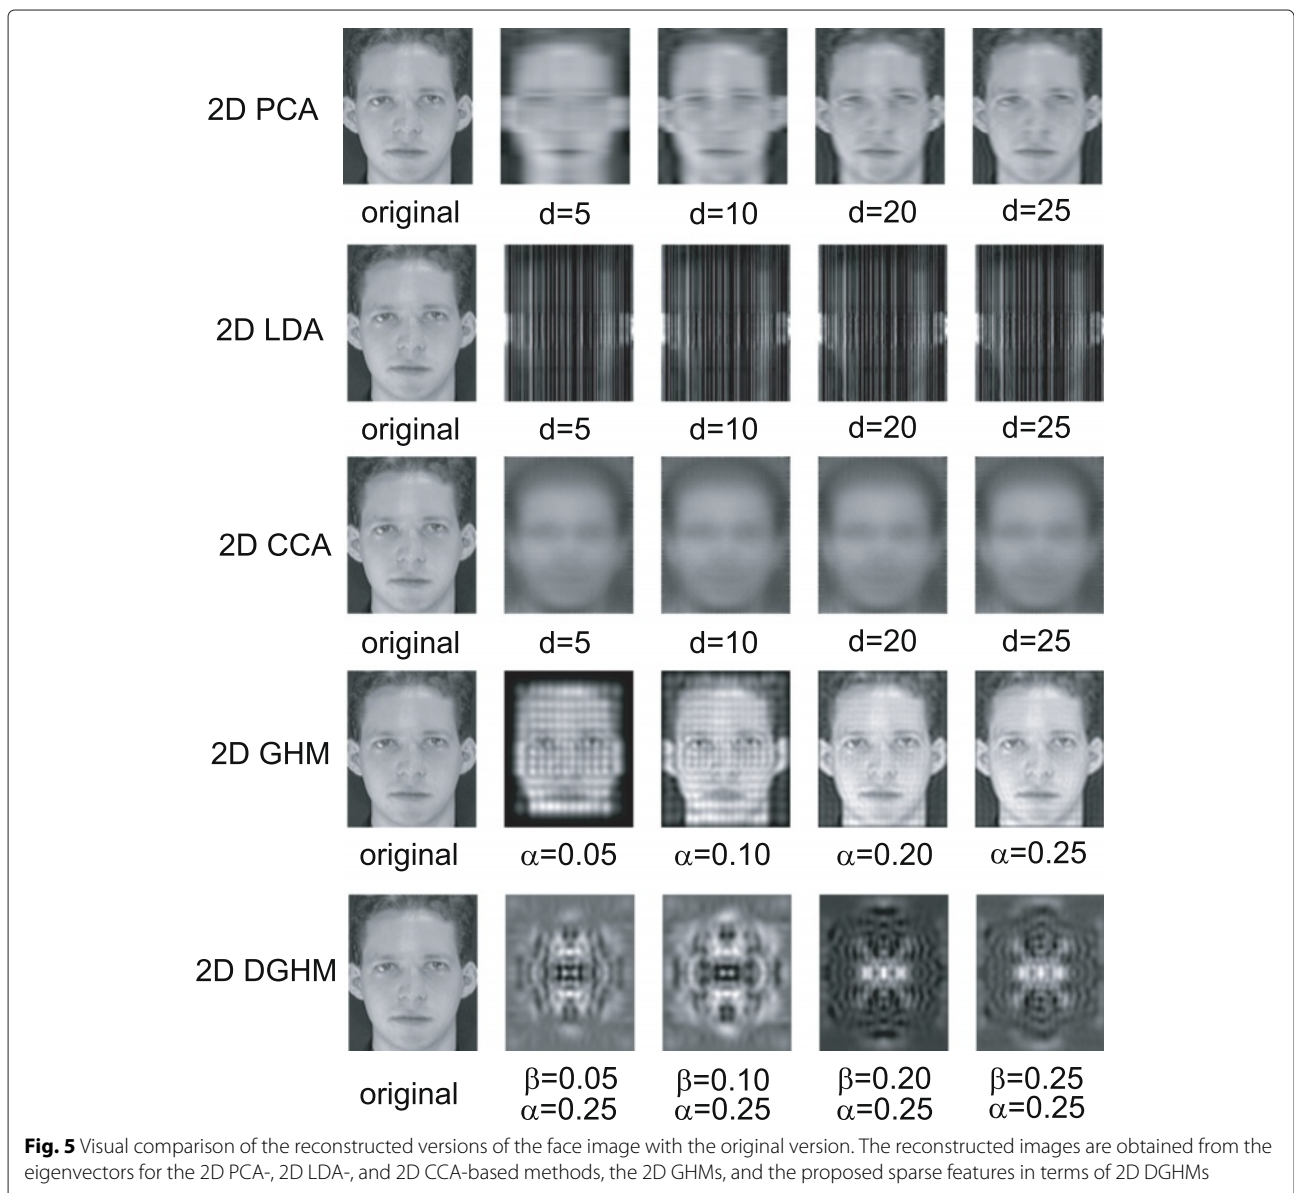 2D PCA
original d=5 d=10 d=20 d=25
2D LDA
original d=5 d=10 d=20 d=25
2D CCA
original d=5 d=10 d=20 d=25
2D GHM
original α=0.05 α=0.10 α=0.20 α=0.25
2D DGHM
original
β=0.05 β=0.10 β=0.20 β=0.25
α=0.25 α=0.25 α=0.25 α=0.25
Fig. 5 Visual comparison of the reconstructed versions of the face image with the original version. The reconstructed images are obtained from the
eigenvectors for the 2D PCA-, 2D LDA-, and 2D CCA-based methods, the 2D GHMs, and the proposed sparse features in terms of 2D DGHMs